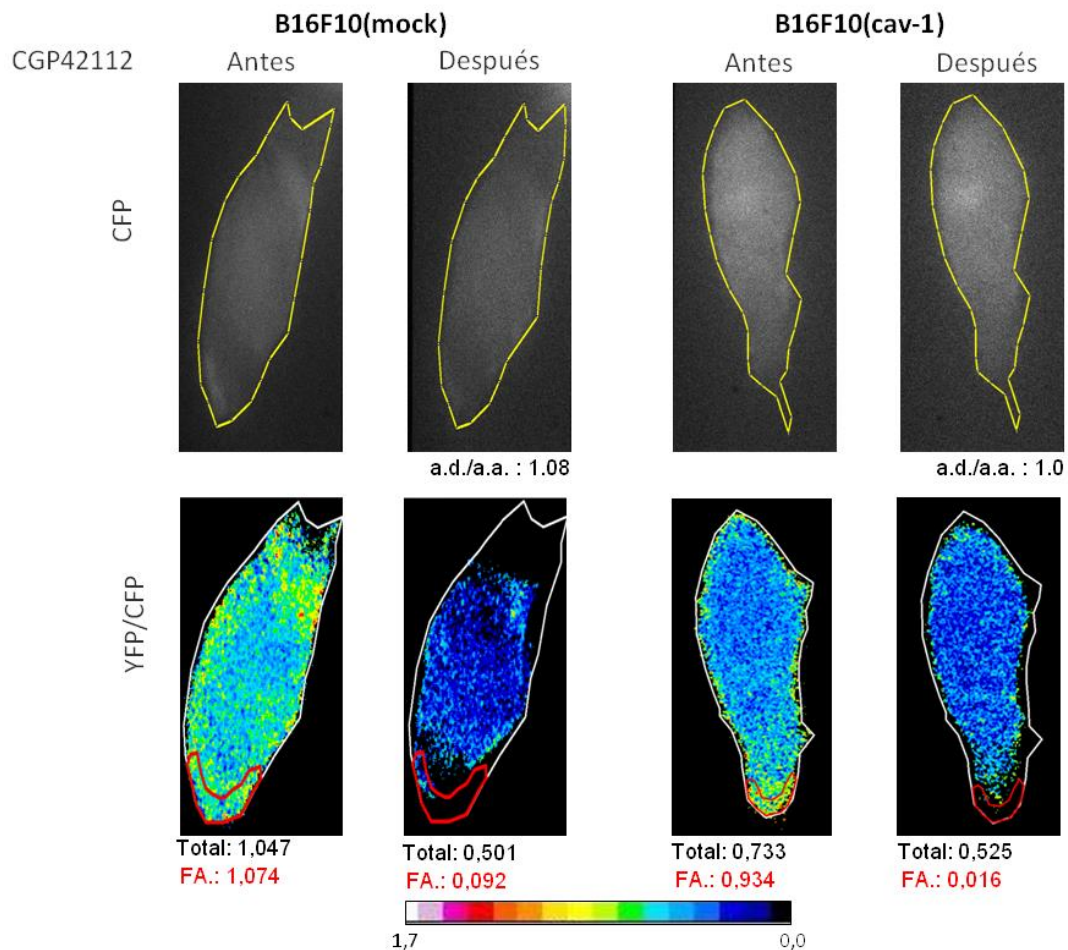 B16F10(mock) B16F10(cav-1)
CGP42112 Antes Después Antes Después
CFP
a.d./a.a. : 1.08 a.d./a.a. : 1.0
YFP/CFP
Total: 1,047 Total: 0,501 Total: 0,733 Total: 0,525
FA.: 1,074 FA.: 0,092 FA.: 0,934 FA.: 0,016
1,7 0,0